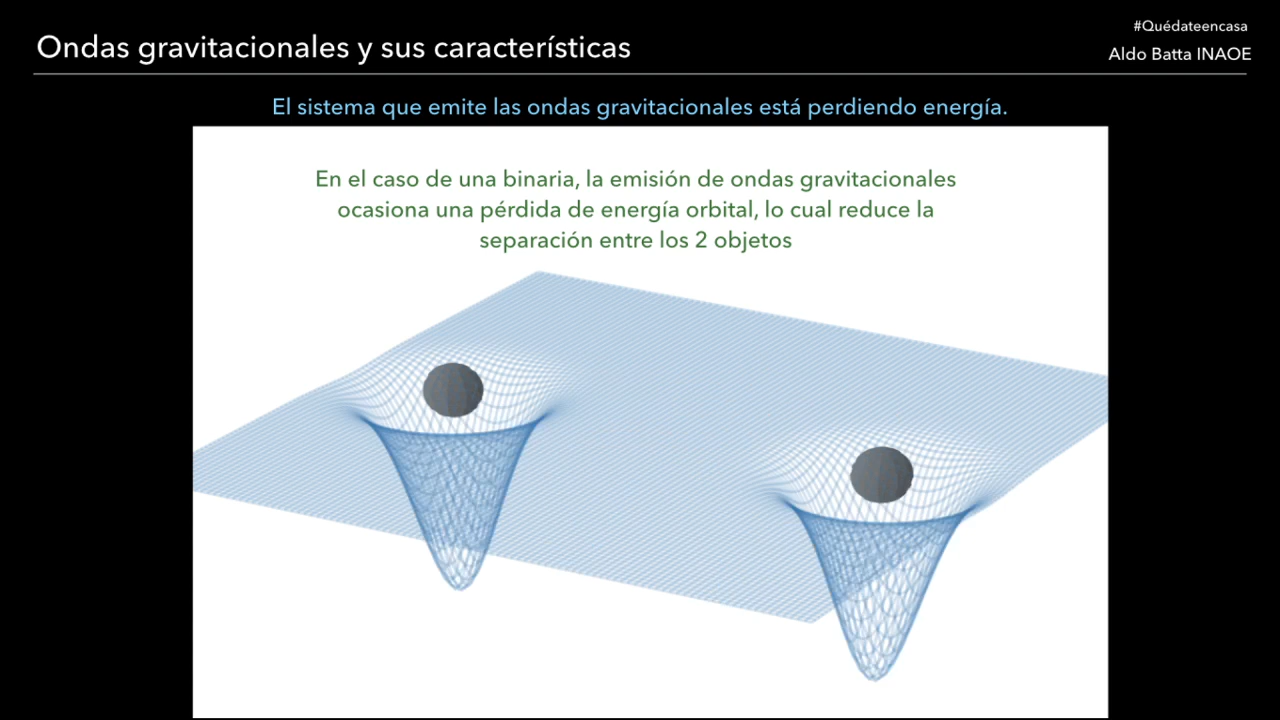 Ondas gravitacionales y sus características
#Quédateencasa
Aldo Batta INAOE
El sistema que emite las ondas gravitacionales está perdiendo energía.
En el caso de una binaria, la emisión de ondas gravitacionales
ocasiona una pérdida de energía orbital, lo cual reduce la
separación entre los 2 objetos